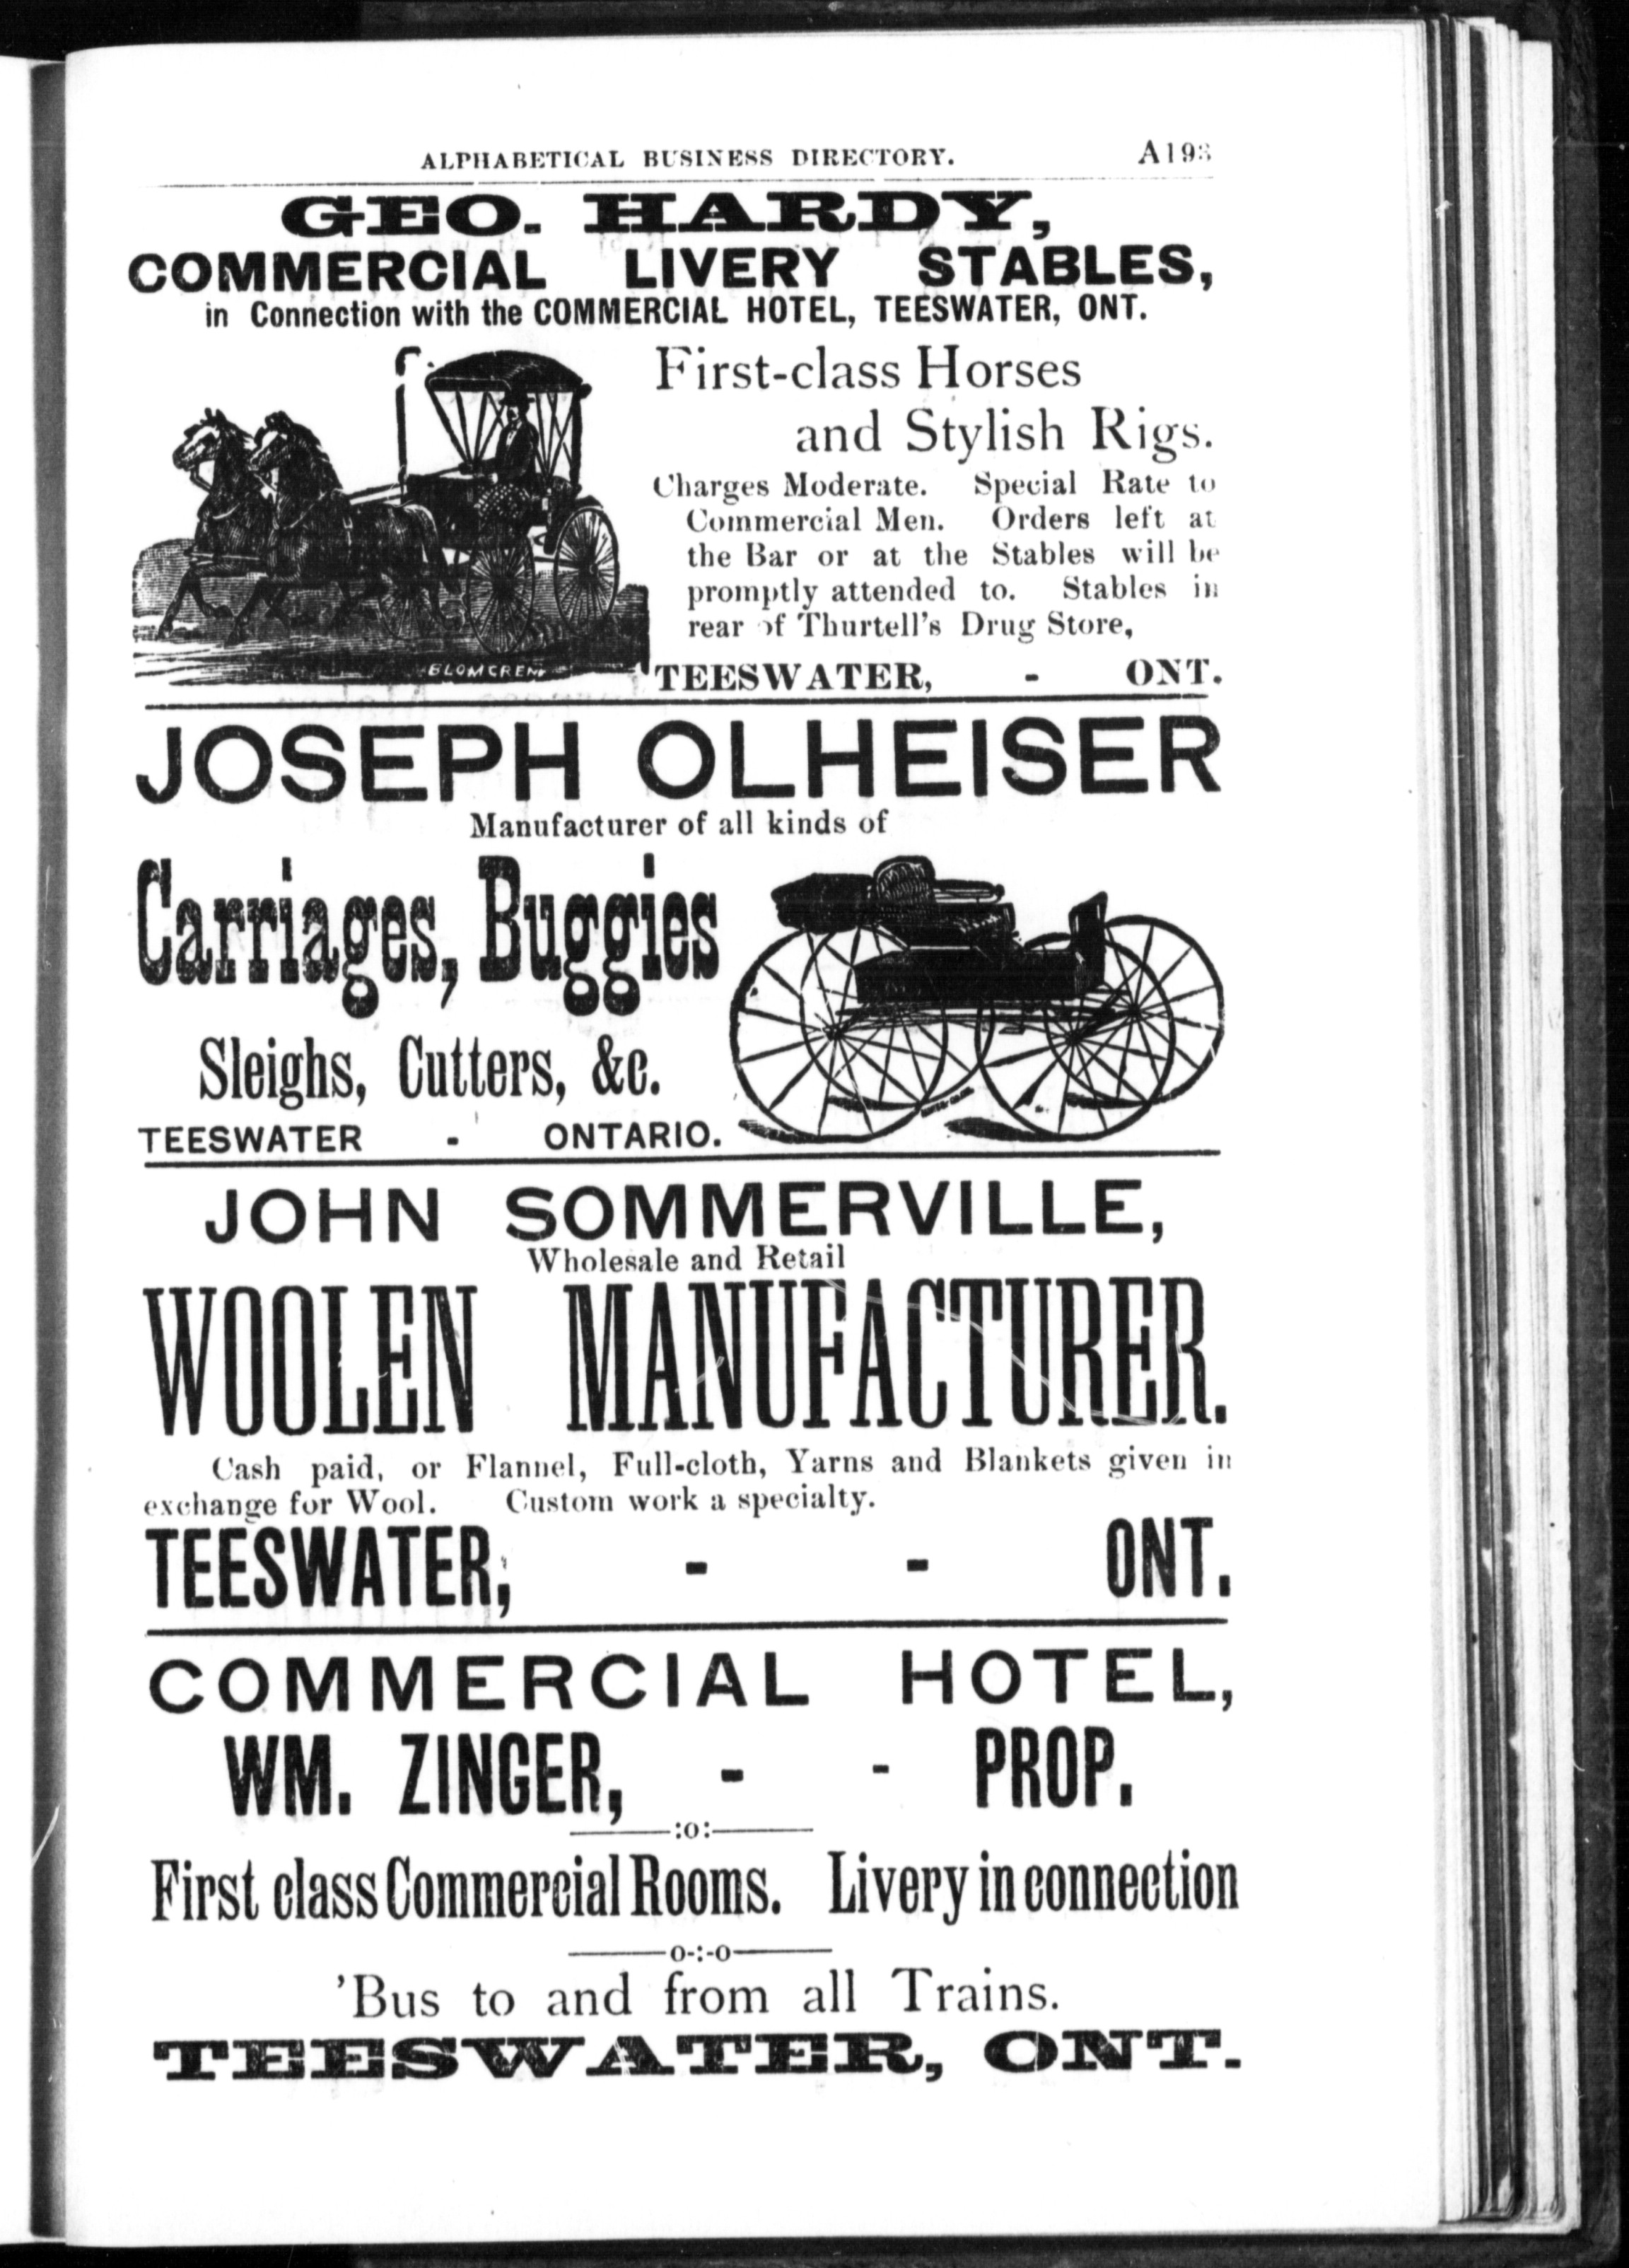 ALPHABETICAL BUSINESS DIRECTORY. A193
GEO. HARDY,
COMMERCIAL LIVERY STABLES,
in Connection with the COMMERCIAL HOTEL, TEESWATER, ONT.
First-class Horses
and Stylish Rigs.
Charges Moderate. Special Rate to
Commercial Men. Orders left at
the Bar or at the Stables will be
promptly attended to. Stables in
rear of Thurtell's Drug Store,
BLOMGREN
TEESWATER, - ONT.
JOSEPH OLHEISER
Manufacturer of all kinds of
Carriages, Buggies
Sleighs, Cutters, &c.
TEESWATER - ONTARIO.
JOHN SOMMERVILLE,
Wholesale and Retail
WOOLEN MANUFACTURER.
Cash paid, or Flannel, Full-cloth, Yarns and Blankets given in
exchange for Wool. Custom work a specialty.
TEESWATER, - - ONT.
COMMERCIAL HOTEL,
WM. ZINGER, - - PROP.
:o:
First class Commercial Rooms. Livery in connection
o-:-o
'Bus to and from all Trains.
TEESWATER, ONT.